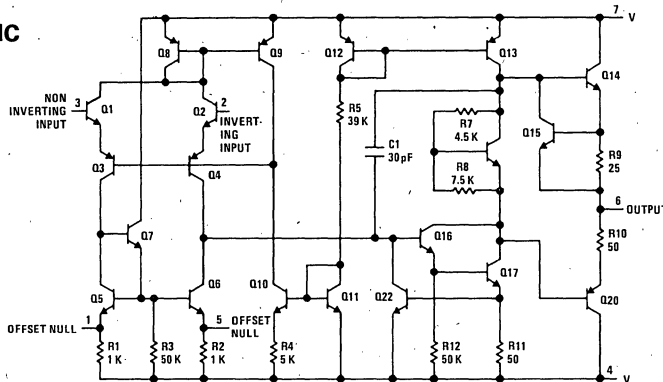 IC
7 V
Q8
Q9
Q12
Q13
Q14
NON
INVERTING
INPUT
3
Q1
Q2
2
INVERT-
ING
INPUT
R5
39 K
R7
4.5 K
Q15
C1
30 pF
R9
25
Q3
Q4
R8
7.5 K
6 OUTPUT
R10
50
Q7
Q16
Q5
Q6
Q10
Q11
Q22
Q17
Q20
OFFSET NULL
1
5
OFFSET
NULL
R1
1 K
R3
50 K
R2
1 K
R4
5 K
R12
50 K
R11
50
4 V